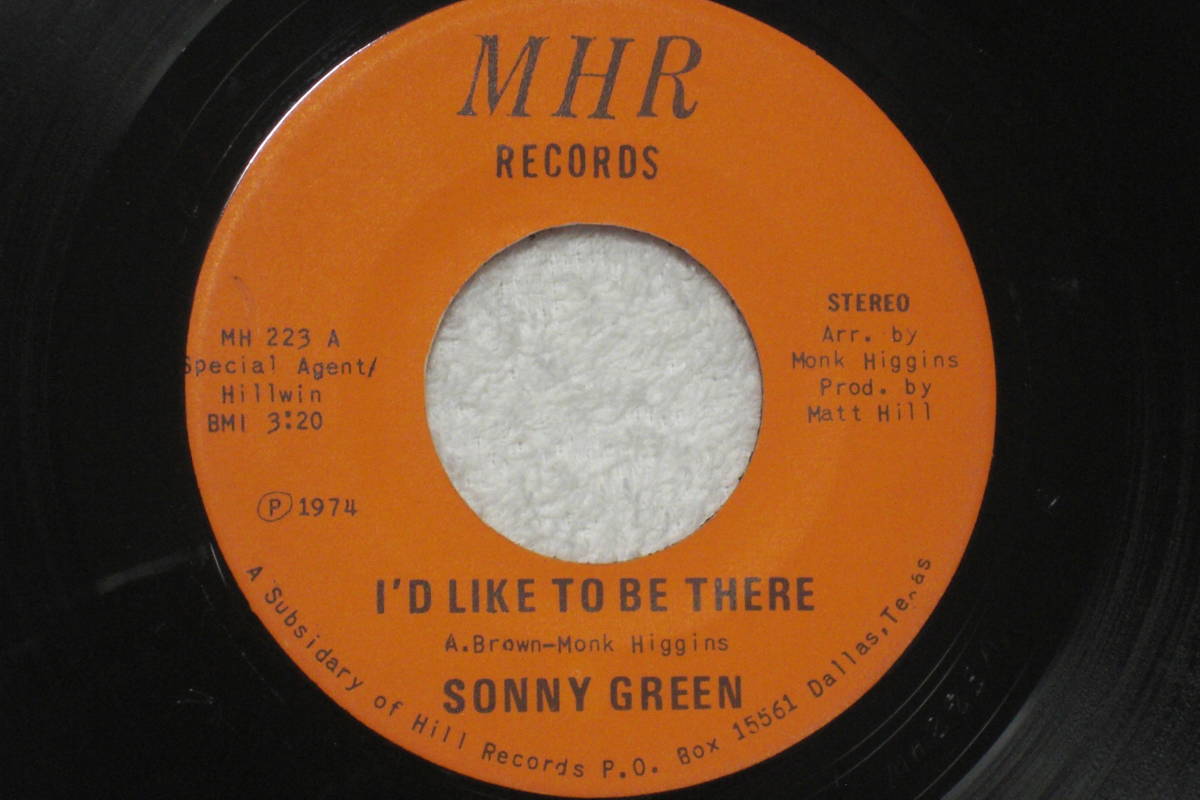 MHR
RECORDS
MH 223 A
Special Agent/
Hillwin
BMI 3:20
Ⓟ 1974
STEREO
Arr. by
Monk Higgins
Prod. by
Matt Hill
I'D LIKE TO BE THERE
A.Brown-Monk Higgins
SONNY GREEN
A Subsidary of Hill Records P.O. Box 15561 Dallas,